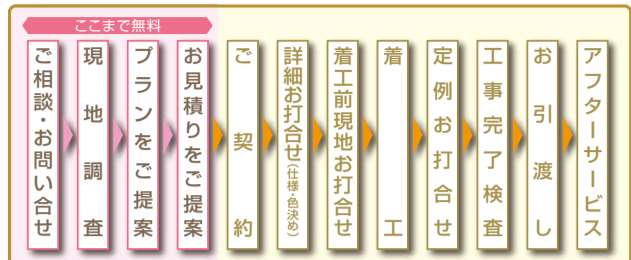 ここまで無料
ご相談・お問い合せ
現地調査
プランをご提案
お見積りをご提案
ご契約
詳細お打合せ(仕様・色決め)
着工前現地お打合せ
着工
定例お打合せ
工事完了検査
お引渡し
アフターサービス